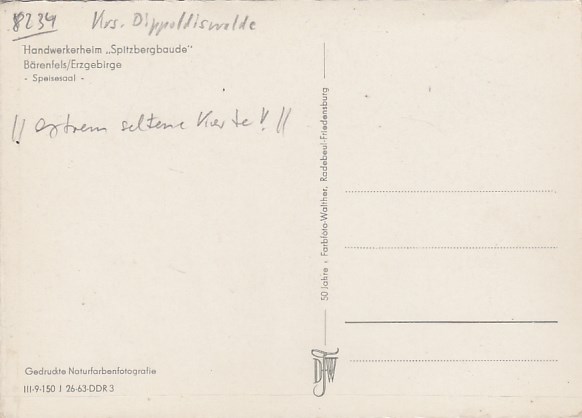 8234 Krs. Dippoldiswalde
Handwerkerheim „Spitzbergbaude"
Bärenfels/Erzgebirge
- Speisesaal -
// extrem seltene Karte! //
50 Jahre, Farbfoto-Walther, Radebeul-Friedensburg
DFW
Gedruckte Naturfarbenfotografie
III-9-150 J 26-63-DDR 3